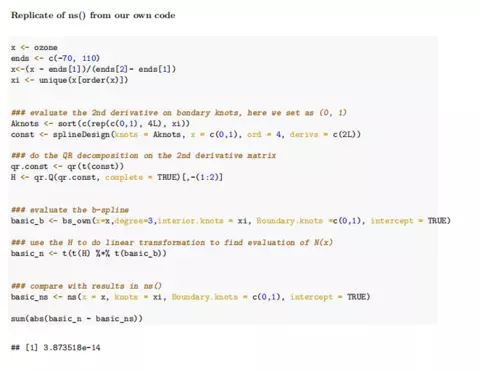 Replicate of ns() from our own code
x <- ozone
ends <- c(-70, 110)
x<-(x - ends[1])/(ends[2]- ends[1])
xi <- unique(x[order(x)])
### evaluate the 2nd derivative on bondary knots, here we set as (0, 1)
Aknots <- sort(c(rep(c(0,1), 4L), xi))
const <- splineDesign(knots = Aknots, x = c(0,1), ord = 4, derivs = c(2L))
### do the QR decomposition on the 2nd derivative matrix
qr.const <- qr(t(const))
H <- qr.Q(qr.const, complete = TRUE)[,-(1:2)]
### evaluate the b-spline
basic_b <- bs_own(x=x,degree=3,interior.knots = xi, Boundary.knots =c(0,1), intercept = TRUE)
### use the H to do linear transformation to find evaluation of N(x)
basic_n <- t(t(H) %*% t(basic_b))
### compare with results in ns()
basic_ns <- ns(x = x, knots = xi, Boundary.knots = c(0,1), intercept = TRUE)
sum(abs(basic_n - basic_ns))
## [1] 3.873518e-14